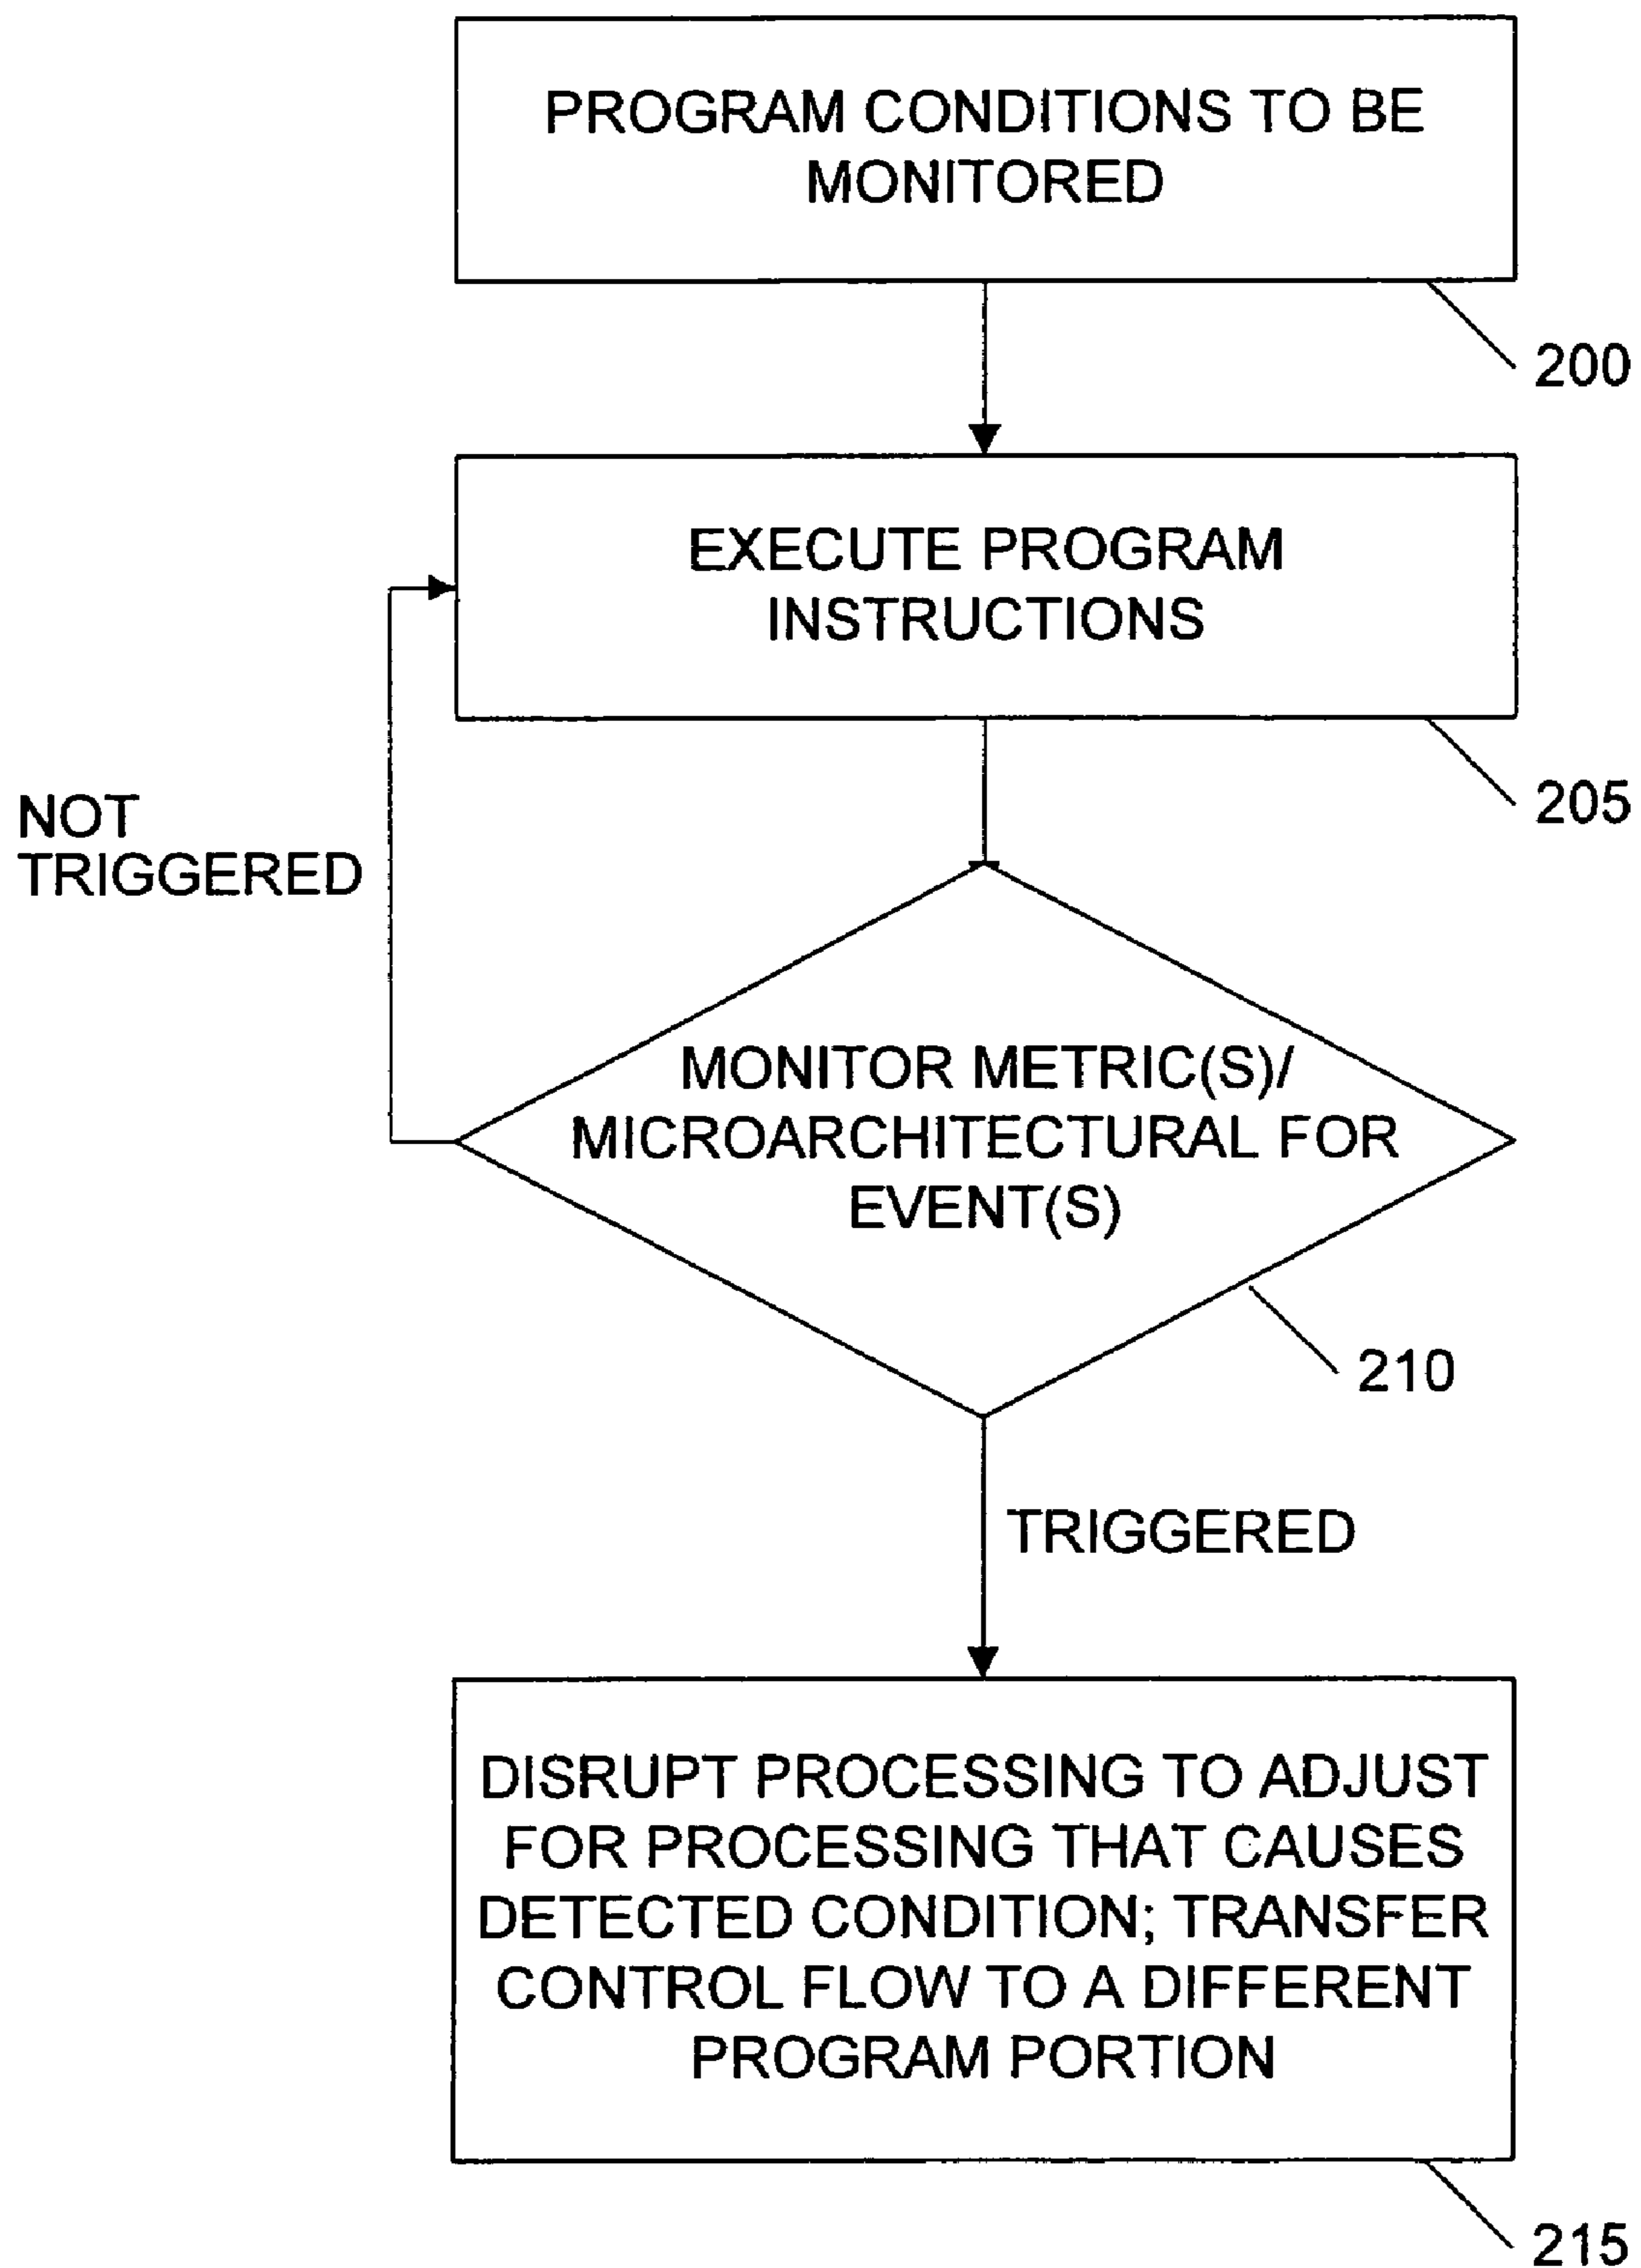 PROGRAM CONDITIONS TO BE
MONITORED
200
EXECUTE PROGRAM
INSTRUCTIONS
205
NOT
TRIGGERED
MONITOR METRIC(S)/
MICROARCHITECTURAL FOR
EVENT(S)
210
TRIGGERED
DISRUPT PROCESSING TO ADJUST
FOR PROCESSING THAT CAUSES
DETECTED CONDITION; TRANSFER
CONTROL FLOW TO A DIFFERENT
PROGRAM PORTION
215